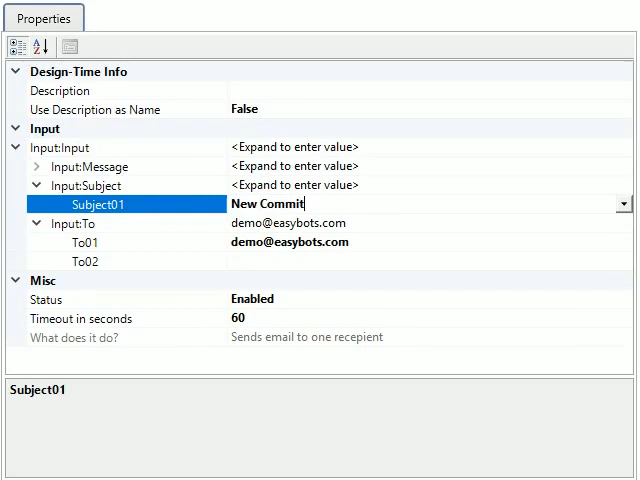 Properties
A
Z
Design-Time Info
Description
Use Description as Name False
Input
Input:Input <Expand to enter value>
Input:Message <Expand to enter value>
Input:Subject <Expand to enter value>
Subject01 New Commit
Input:To demo@easybots.com
To01 demo@easybots.com
To02
Misc
Status Enabled
Timeout in seconds 60
What does it do? Sends email to one recepient
Subject01